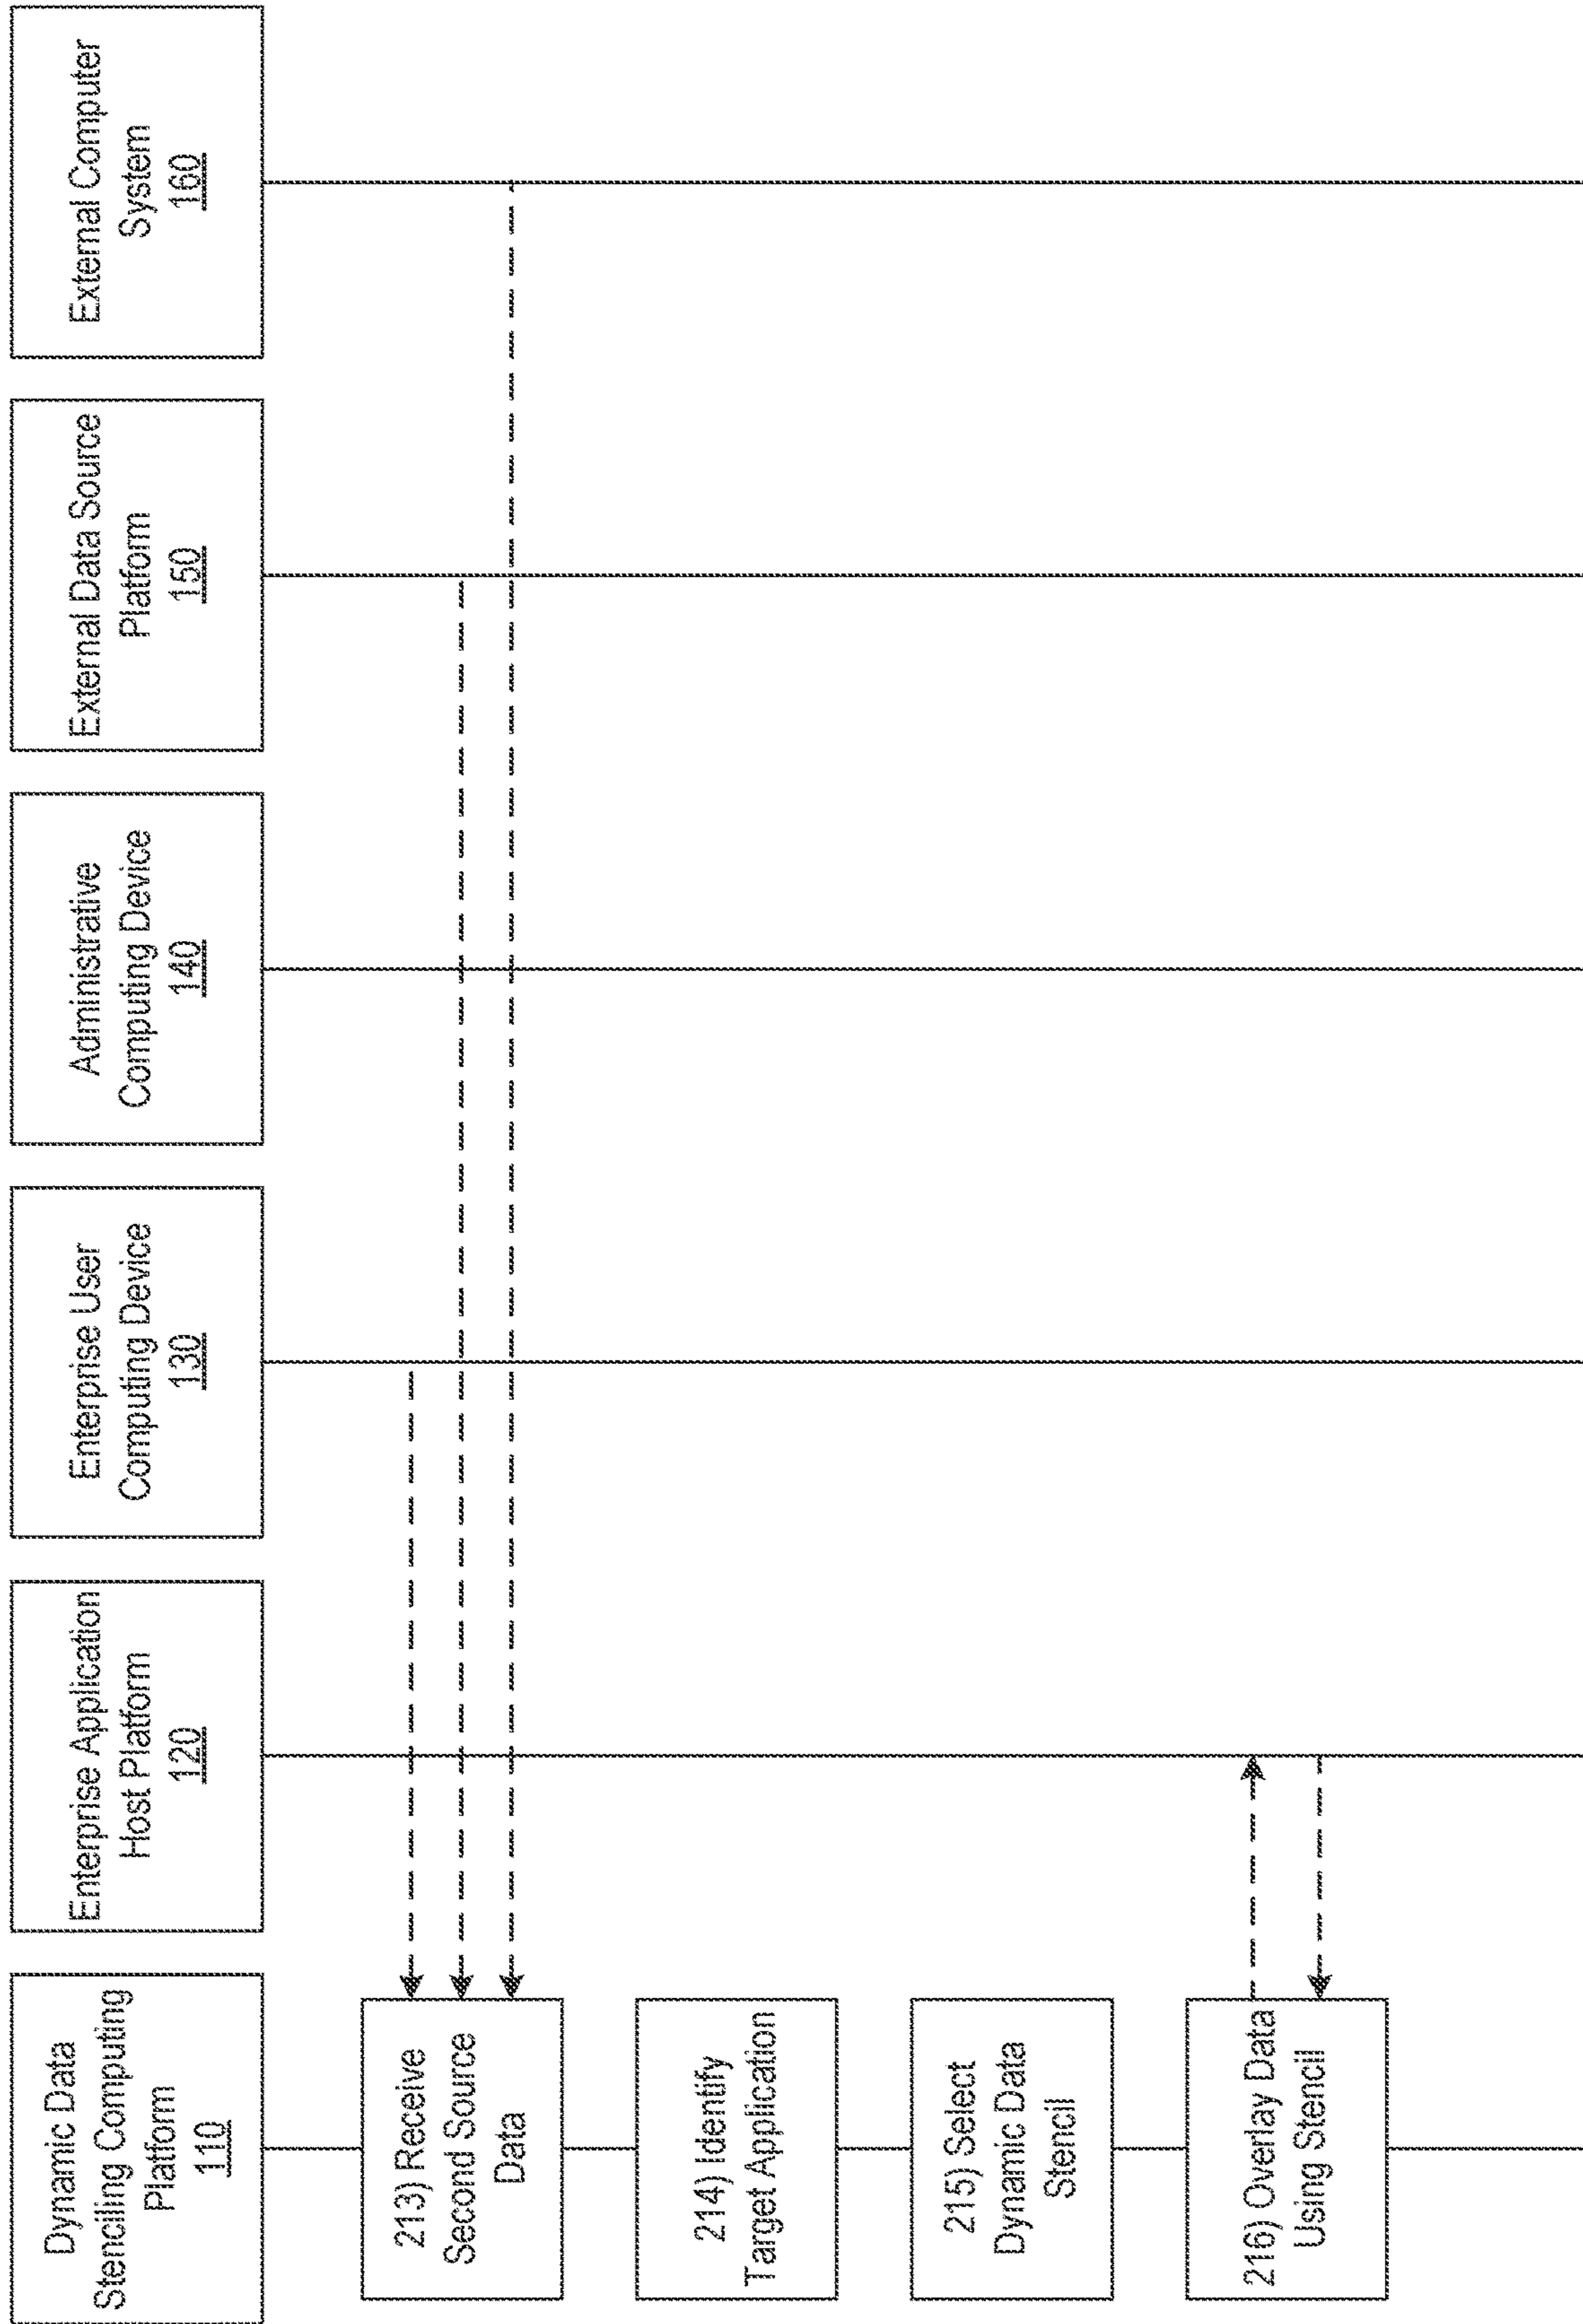 Dynamic Data
Stenciling Computing
Platform
110
Enterprise Application
Host Platform
120
Enterprise User
Computing Device
130
Administrative
Computing Device
140
External Data Source
Platform
150
External Computer
System
160
213) Receive
Second Source
Data
214) Identify
Target Application
215) Select
Dynamic Data
Stencil
216) Overlay Data
Using Stencil